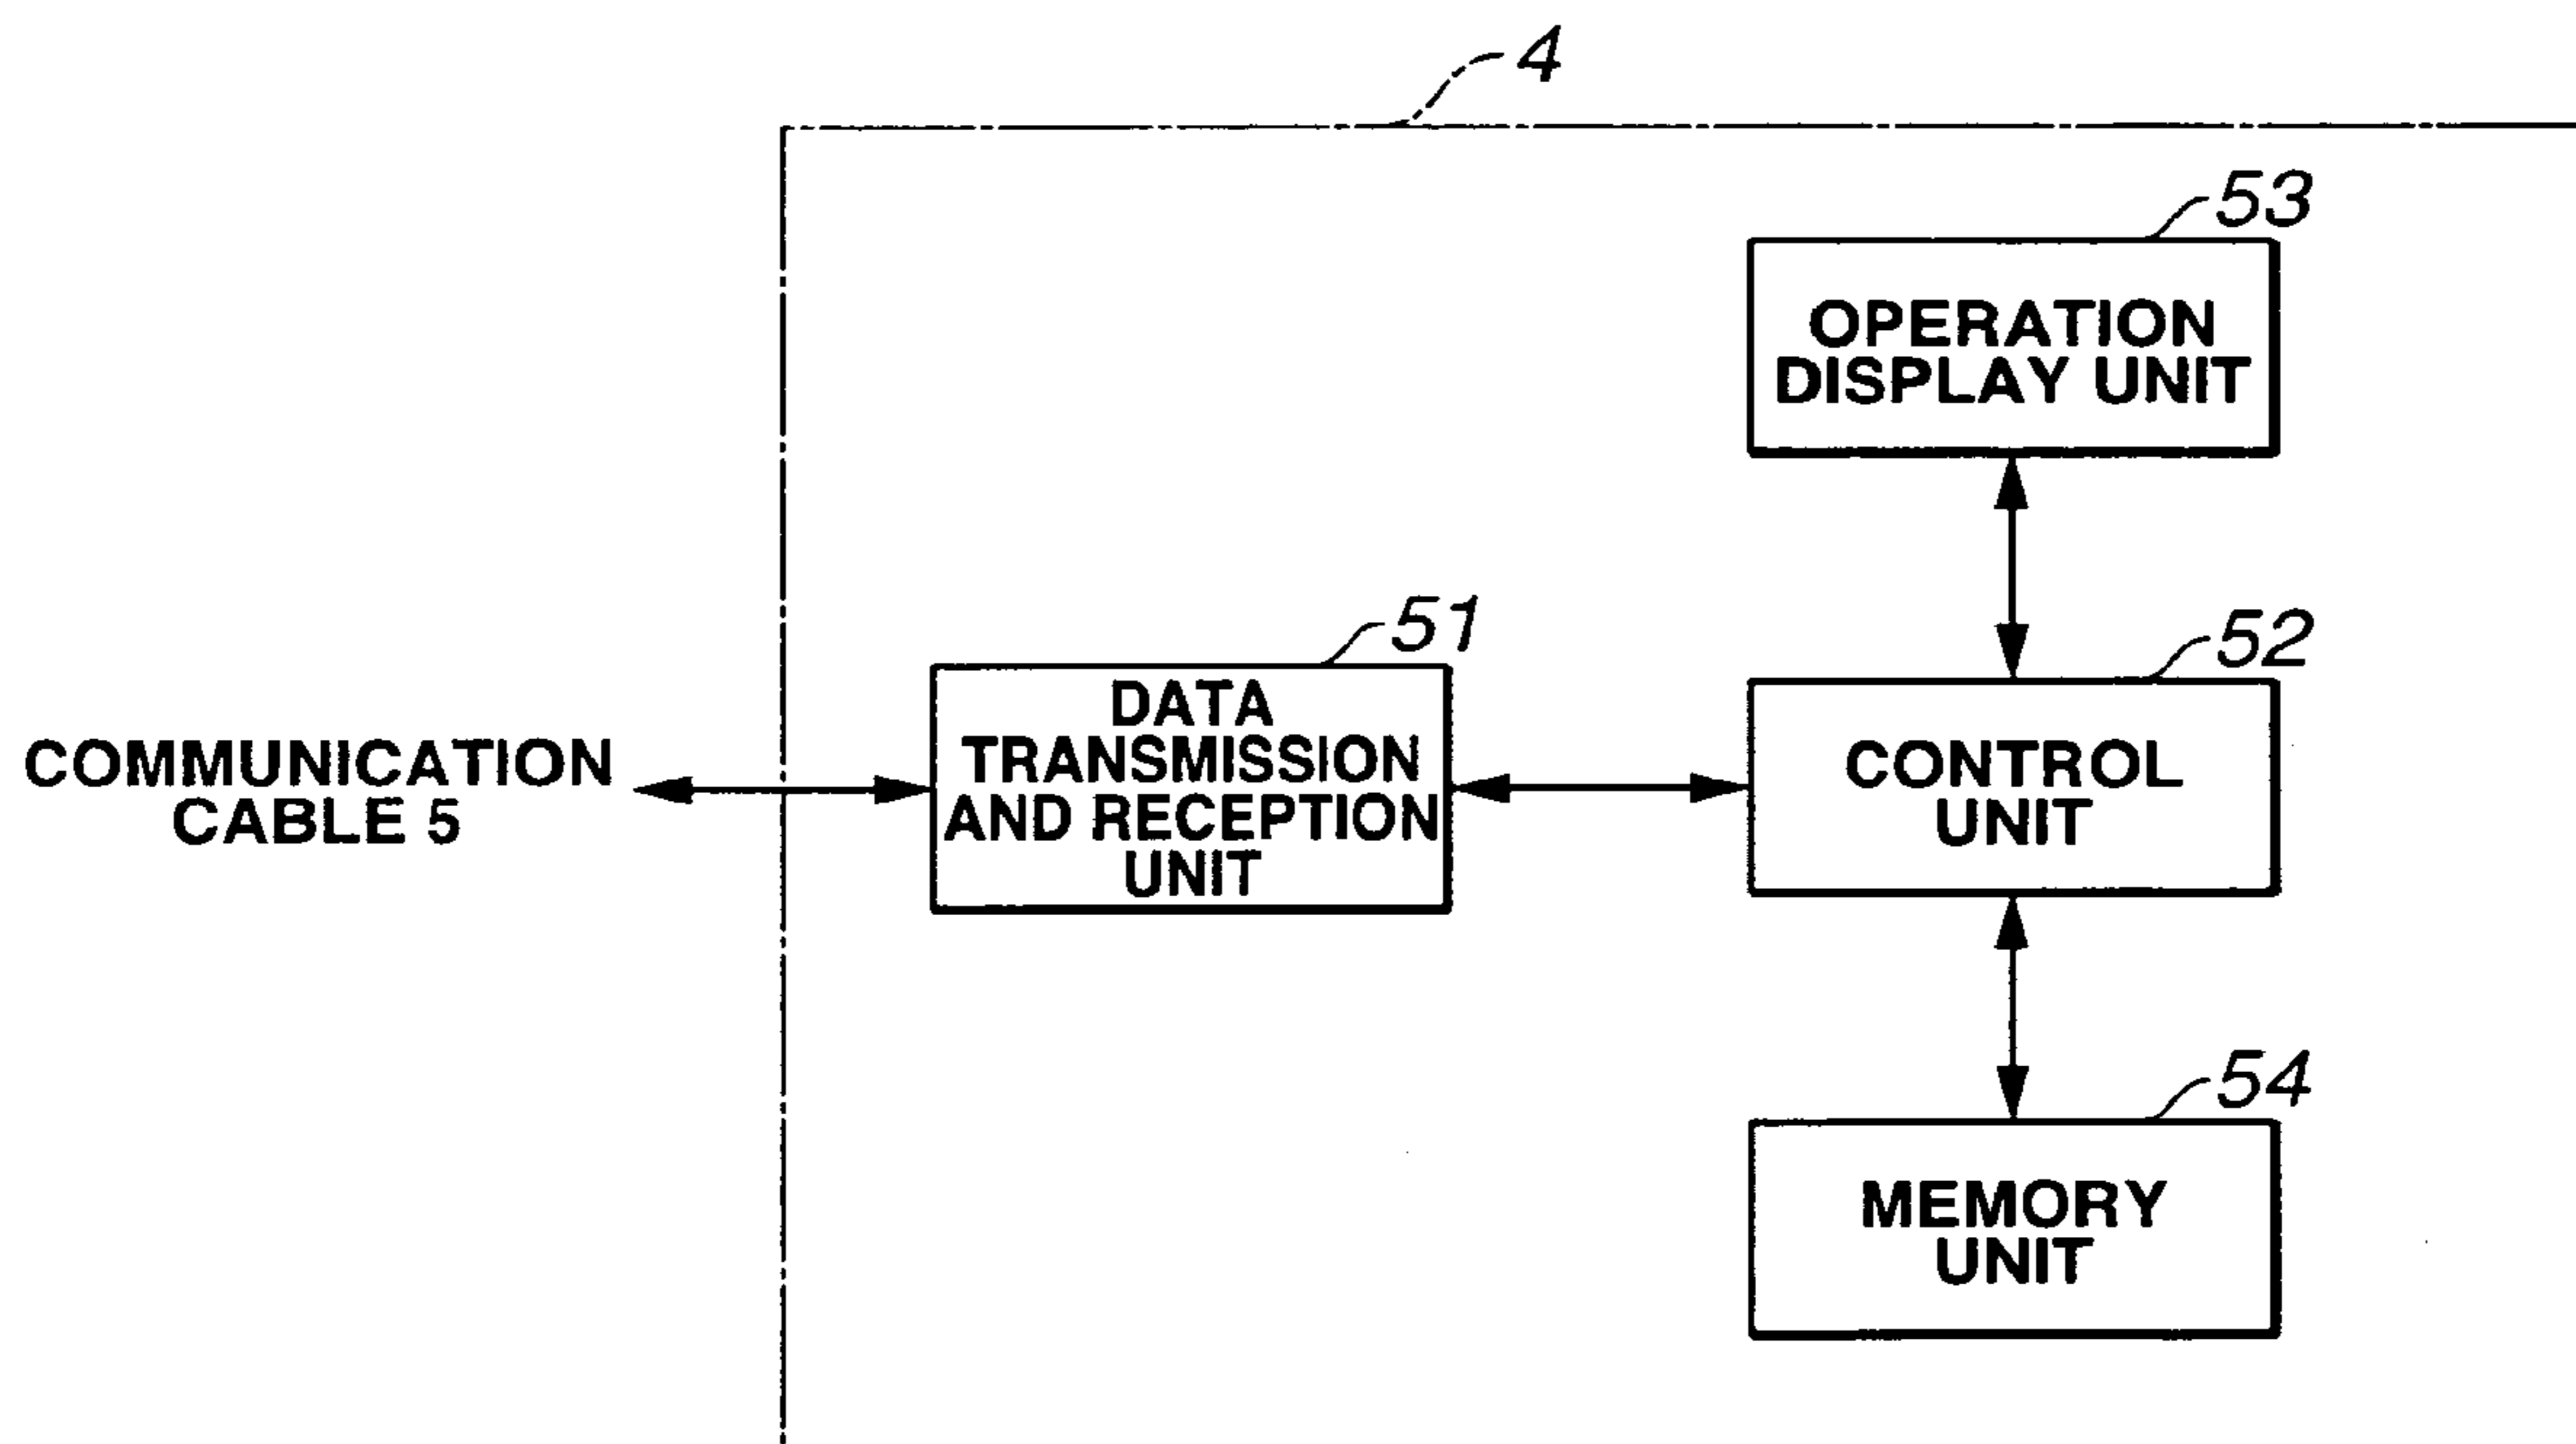 4
53
OPERATION
DISPLAY UNIT
51
52
DATA
TRANSMISSION
AND RECEPTION
UNIT
COMMUNICATION
CABLE 5
CONTROL
UNIT
54
MEMORY
UNIT